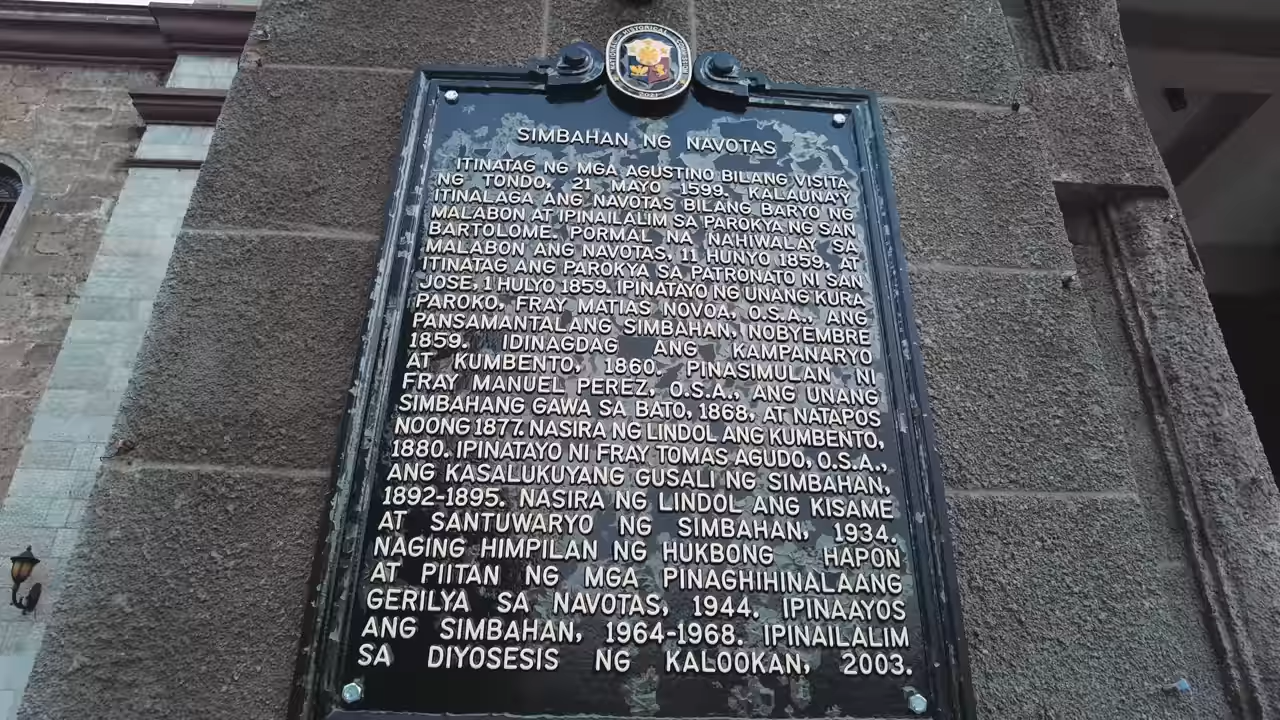 NATIONAL HISTORICAL COMMISSION
2021
SIMBAHAN NG NAVOTAS
ITINATAG NG MGA AGUSTINO BILANG VISITA
NG TONDO, 21 MAYO 1599. KALAUNA'Y
ITINALAGA ANG NAVOTAS BILANG BARYO NG
MALABON AT IPINAILALIM SA PAROKYA NG SAN
BARTOLOME. PORMAL NA NAHIWALAY SA
MALABON ANG NAVOTAS, 11 HUNYO 1859, AT
ITINATAG ANG PAROKYA SA PATRONATO NI SAN
JOSE, 1 HULYO 1859. IPINATAYO NG UNANG KURA
PAROKO, FRAY MATIAS NOVOA, O.S.A., ANG
PANSAMANTALANG SIMBAHAN, NOBYEMBRE
1859. IDINAGDAG ANG KAMPANARYO
AT KUMBENTO, 1860. PINASIMULAN NI
FRAY MANUEL PEREZ, O.S.A., ANG UNANG
SIMBAHANG GAWA SA BATO, 1868, AT NATAPOS
NOONG 1877. NASIRA NG LINDOL ANG KUMBENTO,
1880. IPINATAYO NI FRAY TOMAS AGUDO, O.S.A.,
ANG KASALUKUYANG GUSALI NG SIMBAHAN,
1892-1895. NASIRA NG LINDOL ANG KISAME
AT SANTUWARYO NG SIMBAHAN, 1934.
NAGING HIMPILAN NG HUKBONG HAPON
AT PIITAN NG MGA PINAGHIHINALAANG
GERILYA SA NAVOTAS, 1944. IPINAAYOS
ANG SIMBAHAN, 1964-1968. IPINAILALIM
SA DIYOSESIS NG KALOOKAN, 2003.